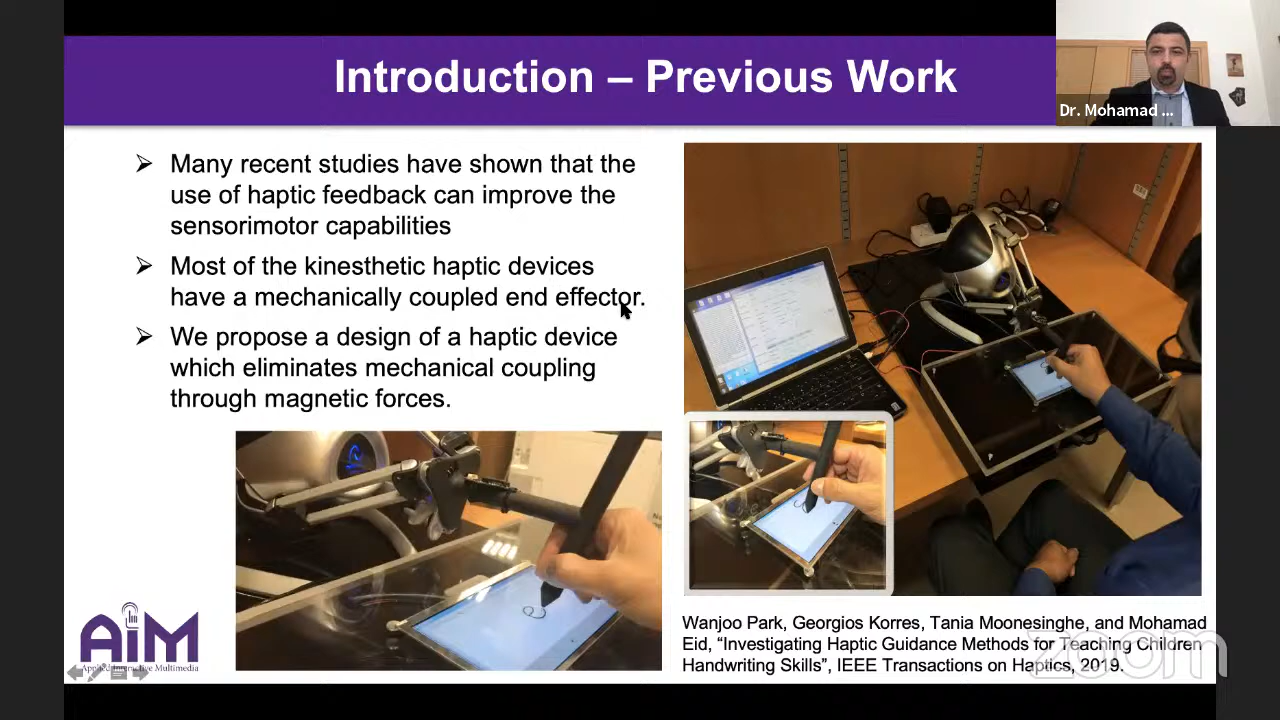 Introduction – Previous Work
Dr. Mohamad ...
➢ Many recent studies have shown that the
use of haptic feedback can improve the
sensorimotor capabilities
➢ Most of the kinesthetic haptic devices
have a mechanically coupled end effector.
➢ We propose a design of a haptic device
which eliminates mechanical coupling
through magnetic forces.
Wanjoo Park, Georgios Korres, Tania Moonesinghe, and Mohamad
Eid, “Investigating Haptic Guidance Methods for Teaching Children
Handwriting Skills”, IEEE Transactions on Haptics, 2019.
AiM
Applied Interactive Multimedia
zoom